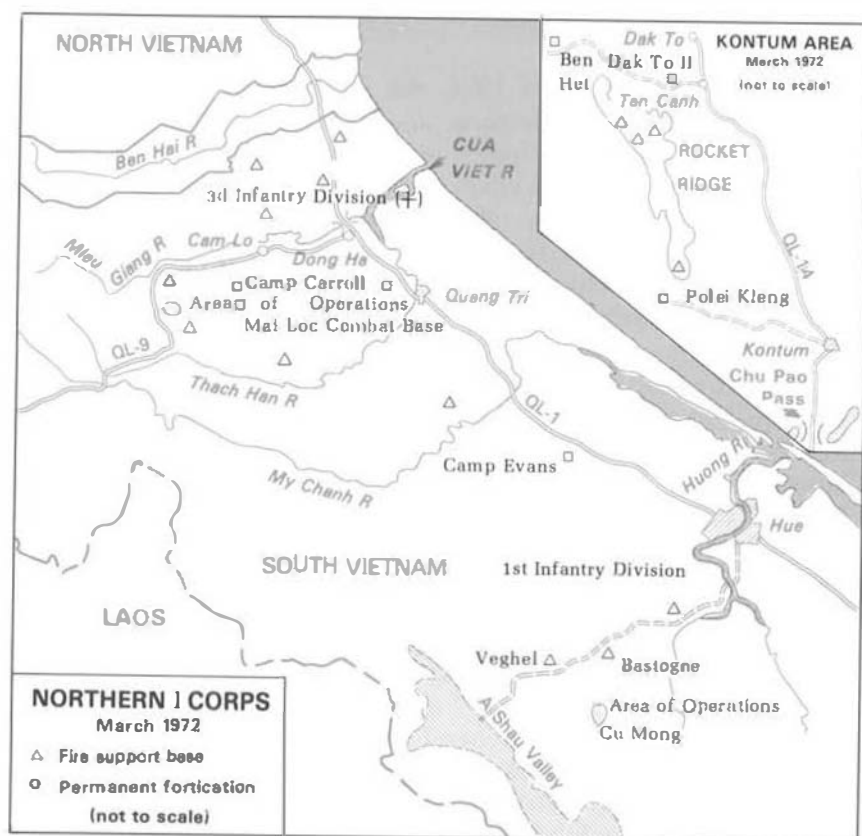 NORTH VIETNAM
Ben Hai R
CUA
VIET R
3d Infantry Division (+)
Mieu
Giang R
Cam Lo
Dong Ha
Camp Carroll
Area of Operations
Mai Loc Combat Base
Quang Tri
QL-9
Thach Han R
QL-1
My Chanh R
Camp Evans
Huong R
Hue
SOUTH VIETNAM
1st Infantry Division
LAOS
Veghel
Bastogne
A Shau Valley
Area of Operations
Cu Mong
KONTUM AREA
March 1972
(not to scale)
Dak To
Ben
Het
Dak To II
Tan Canh
ROCKET
RIDGE
QL-14
Polei Kleng
Kontum
Chu Pao
Pass
NORTHERN I CORPS
March 1972
Fire support base
Permanent fortication
(not to scale)